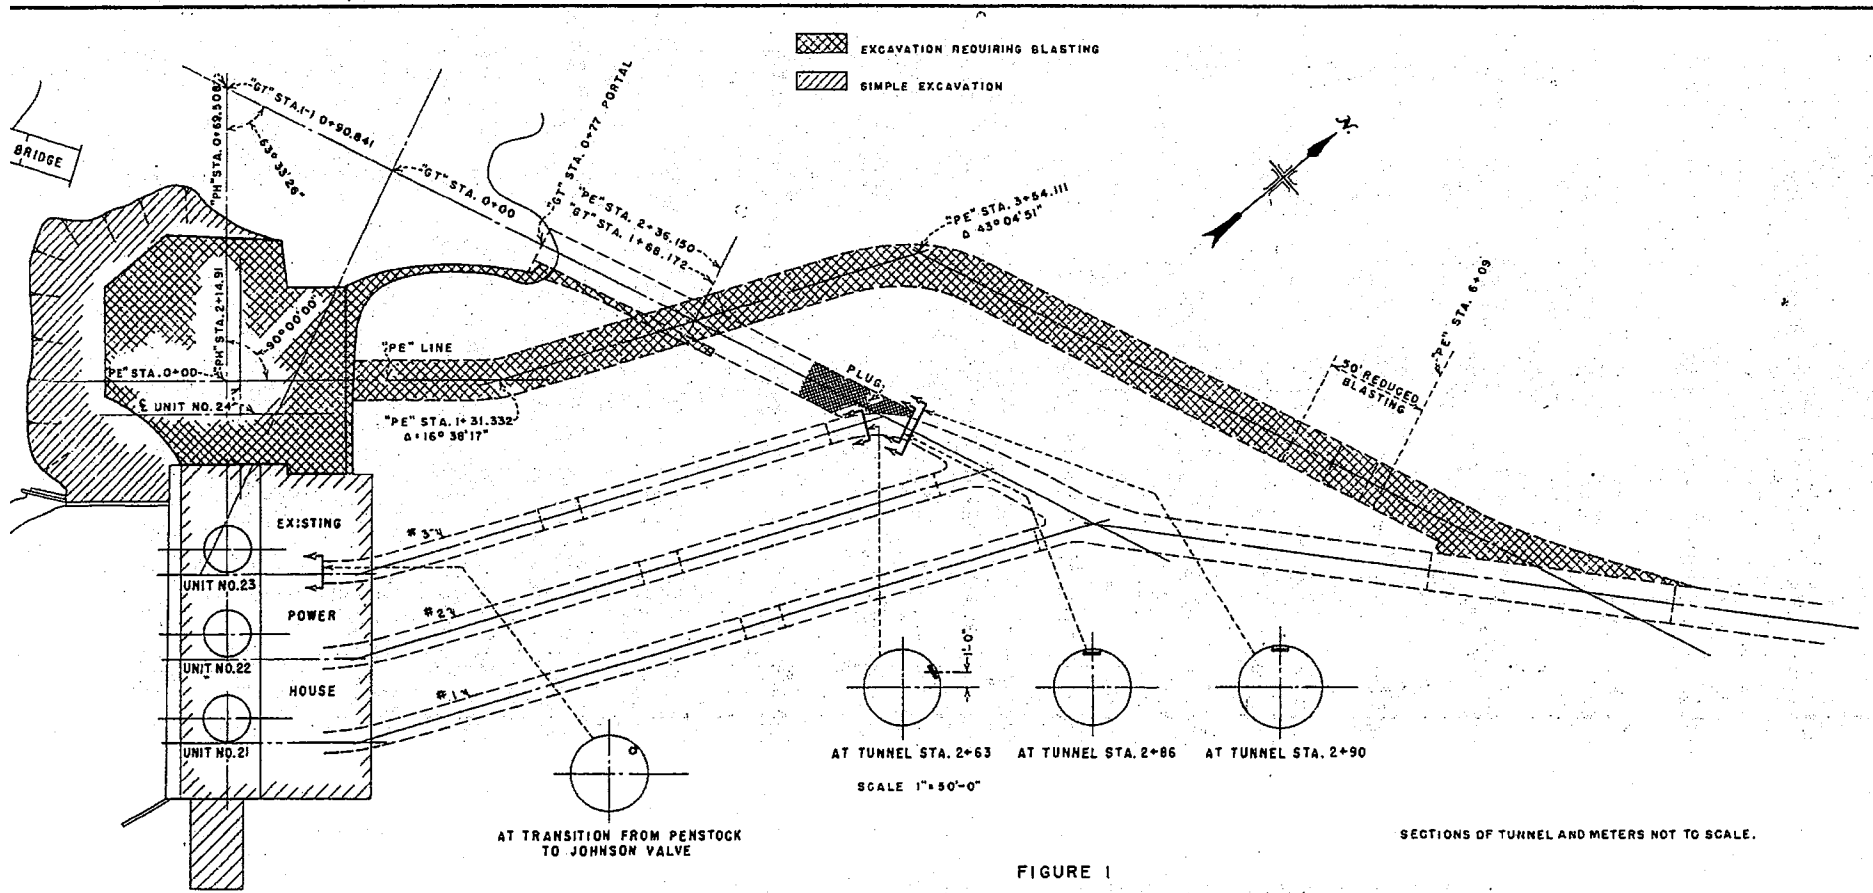 EXCAVATION REQUIRING BLASTING
SIMPLE EXCAVATION
N.
BRIDGE
"PH" STA. 0+69.508
"GT" STA.(-) 0+90.841
63° 33' 26"
"GT" STA. 0+00
"GT" STA. 0+77 PORTAL
"PE" STA. 2+36.150
"GT" STA. 1+68.172
"PE" STA. 3+54.111
Δ 43° 04' 51"
"PE" STA. 6+09
50' REDUCED
BLASTING
"PH" STA. 2+14.91
90° 00' 00"
"PE" STA. 0+00
"PE" LINE
℄ UNIT NO. 24
"PE" STA. 1+31.332
Δ=16° 38' 17"
PLUG
EXISTING
POWER
HOUSE
UNIT NO. 23
UNIT NO. 22
UNIT NO. 21
1'-0"
AT TUNNEL STA. 2+63
AT TUNNEL STA. 2+86
AT TUNNEL STA. 2+90
SCALE 1"=50'-0"
AT TRANSITION FROM PENSTOCK
TO JOHNSON VALVE
SECTIONS OF TUNNEL AND METERS NOT TO SCALE.
FIGURE 1